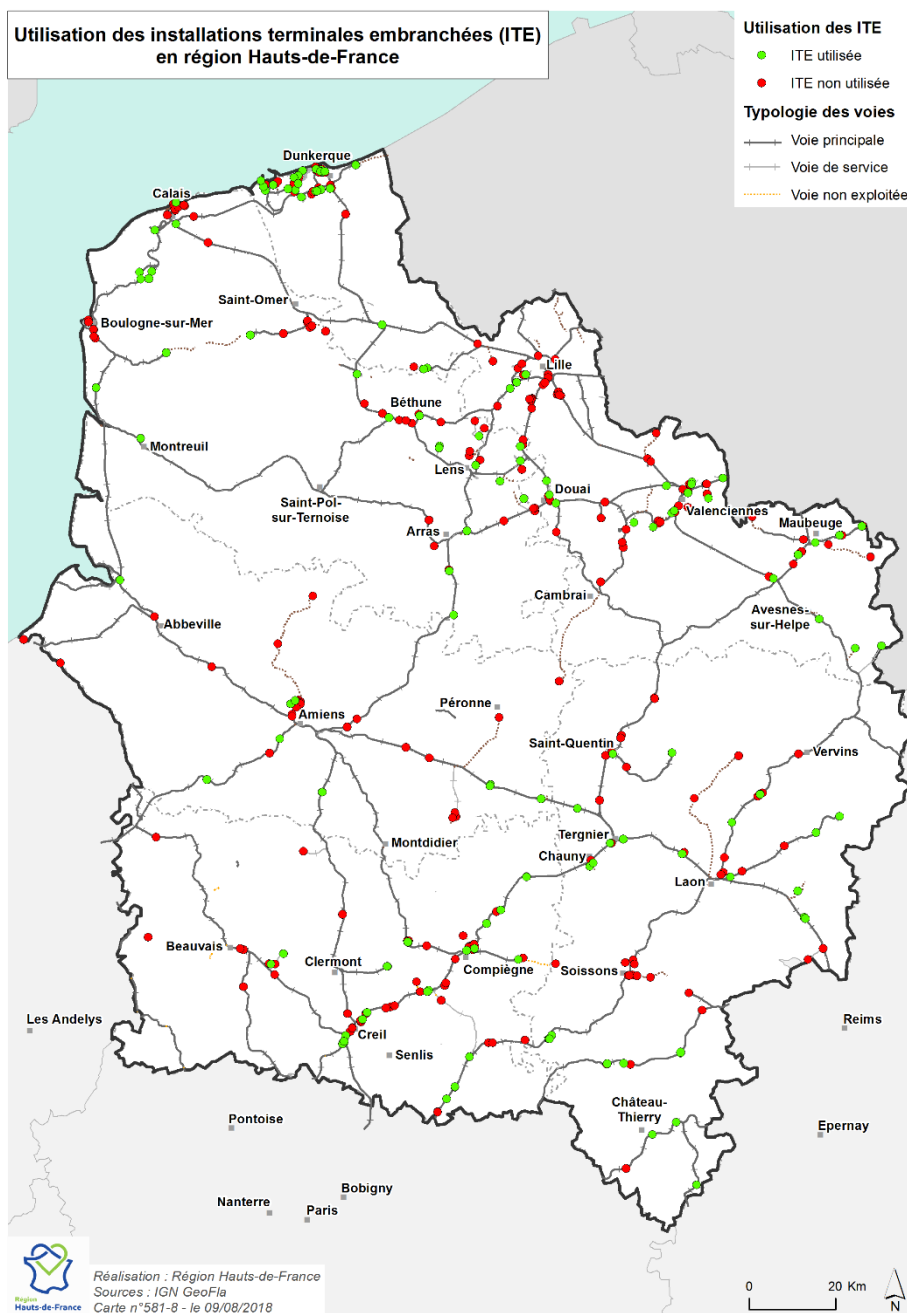 Utilisation des installations terminales embranchées (ITE)
en région Hauts-de-France
Utilisation des ITE
ITE utilisée
ITE non utilisée
Typologie des voies
Voie principale
Voie de service
Voie non exploitée
Dunkerque
Calais
Saint-Omer
Boulogne-sur-Mer
Lille
Béthune
Montreuil
Lens
Saint-Pol-
sur-Ternoise
Douai
Valenciennes
Maubeuge
Arras
Cambrai
Avesnes-
sur-Helpe
Abbeville
Péronne
Amiens
Saint-Quentin
Vervins
Tergnier
Montdidier
Chauny
Laon
Beauvais
Clermont
Compiègne
Soissons
Les Andelys
Reims
Creil
Senlis
Château-
Thierry
Pontoise
Epernay
Bobigny
Nanterre
Paris
Région
Hauts-de-France
Réalisation : Région Hauts-de-France
Sources : IGN GeoFla
Carte n°581-8 - le 09/08/2018
0 20 Km
N